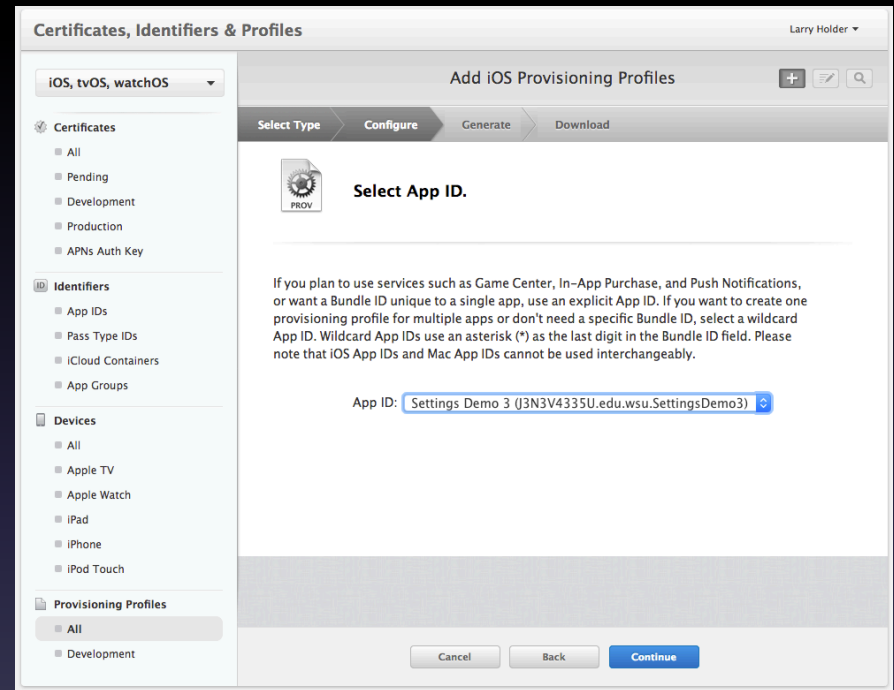 Certificates, Identifiers & Profiles
Larry Holder
iOS, tvOS, watchOS
Certificates
All
Pending
Development
Production
APNs Auth Key
ID Identifiers
App IDs
Pass Type IDs
iCloud Containers
App Groups
Devices
All
Apple TV
Apple Watch
iPad
iPhone
iPod Touch
Provisioning Profiles
All
Development
Add iOS Provisioning Profiles
Select Type
Configure
Generate
Download
PROV
Select App ID.
If you plan to use services such as Game Center, In-App Purchase, and Push Notifications,
or want a Bundle ID unique to a single app, use an explicit App ID. If you want to create one
provisioning profile for multiple apps or don't need a specific Bundle ID, select a wildcard
App ID. Wildcard App IDs use an asterisk (*) as the last digit in the Bundle ID field. Please
note that iOS App IDs and Mac App IDs cannot be used interchangeably.
App ID: Settings Demo 3 (J3N3V4335U.edu.wsu.SettingsDemo3)
Cancel
Back
Continue